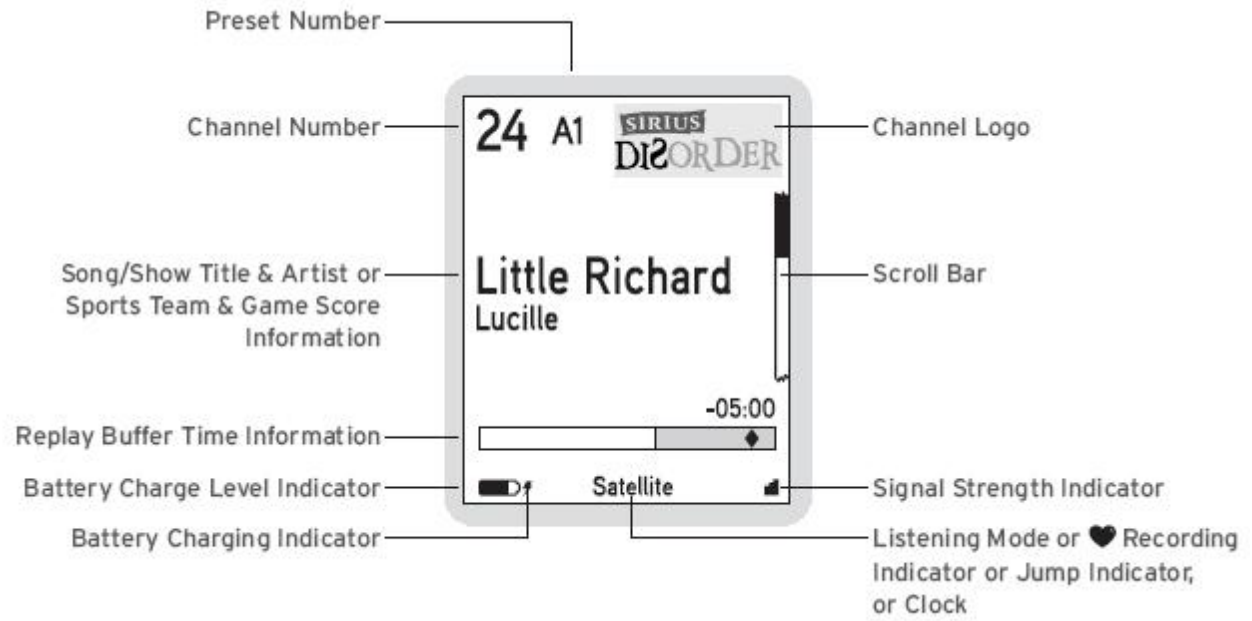 Preset Number
Channel Number
24 A1
SIRIUS
DISORDER
Channel Logo
Song/Show Title & Artist or
Sports Team & Game Score
Information
Little Richard
Lucille
Scroll Bar
-05:00
Replay Buffer Time Information
Battery Charge Level Indicator
Satellite
Signal Strength Indicator
Battery Charging Indicator
Listening Mode or ♥ Recording
Indicator or Jump Indicator,
or Clock